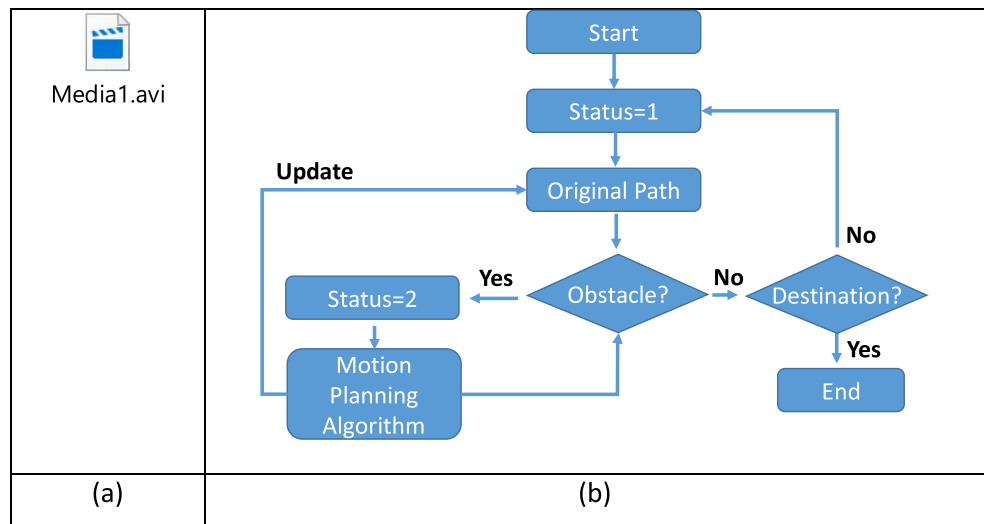 Media1.avi
Start
Status=1
Update
Original Path
No
Yes
Obstacle?
No
Destination?
Status=2
Yes
Motion
Planning
Algorithm
End
(a)
(b)